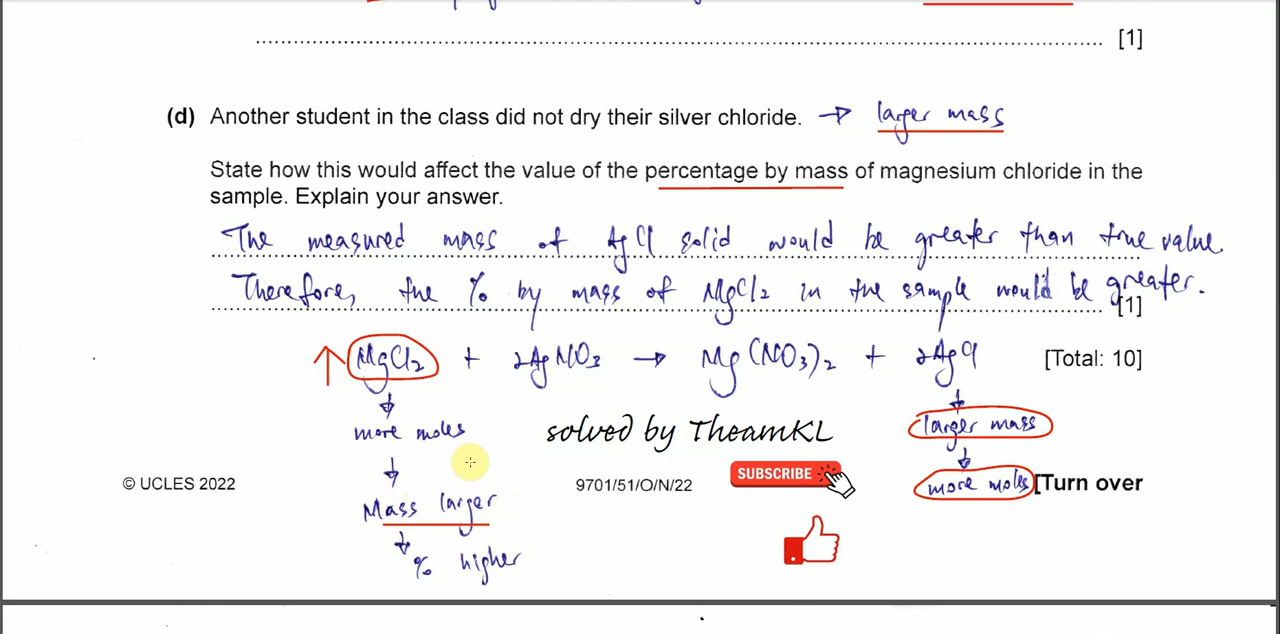 [1]
(d) Another student in the class did not dry their silver chloride. → larger mass
State how this would affect the value of the percentage by mass of magnesium chloride in the
sample. Explain your answer.
The measured mass of AgCl solid would be greater than true value.
Therefore, the % by mass of MgCl2 in the sample would be greater.
[1]
↑ MgCl2 + 2AgNO3 → Mg(NO3)2 + 2AgCl [Total: 10]
↓ ↓
more moles solved by TheamKL larger mass
↓ ↓
© UCLES 2022 9701/51/O/N/22 SUBSCRIBE more moles [Turn over
Mass larger
↓
% higher